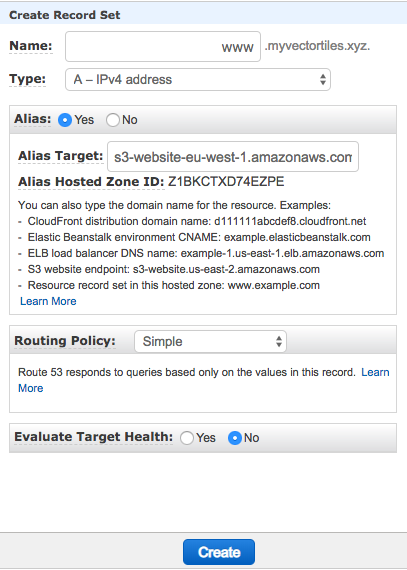 Create Record Set
Name: www .myvectortiles.xyz.
Type: A – IPv4 address
Alias: Yes No
Alias Target: s3-website-eu-west-1.amazonaws.com
Alias Hosted Zone ID: Z1BKCTXD74EZPE
You can also type the domain name for the resource. Examples:
- CloudFront distribution domain name: d111111abcdef8.cloudfront.net
- Elastic Beanstalk environment CNAME: example.elasticbeanstalk.com
- ELB load balancer DNS name: example-1.us-east-1.elb.amazonaws.com
- S3 website endpoint: s3-website.us-east-2.amazonaws.com
- Resource record set in this hosted zone: www.example.com
Learn More
Routing Policy: Simple
Route 53 responds to queries based only on the values in this record. Learn
More
Evaluate Target Health: Yes No
Create